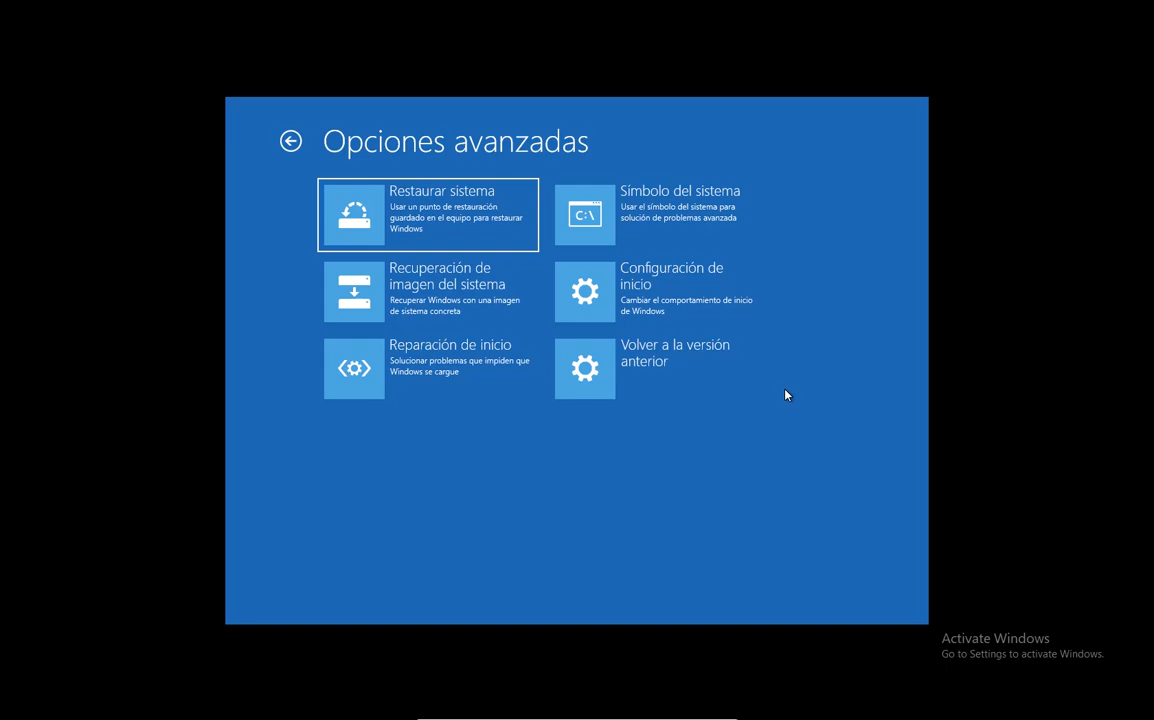 Opciones avanzadas
Restaurar sistema
Usar un punto de restauración
guardado en el equipo para restaurar
Windows
Símbolo del sistema
Usar el símbolo del sistema para
solución de problemas avanzada
C:\
Recuperación de
imagen del sistema
Recuperar Windows con una imagen
de sistema concreta
Configuración de
inicio
Cambiar el comportamiento de inicio
de Windows
Reparación de inicio
Solucionar problemas que impiden que
Windows se cargue
Volver a la versión
anterior
Activate Windows
Go to Settings to activate Windows.